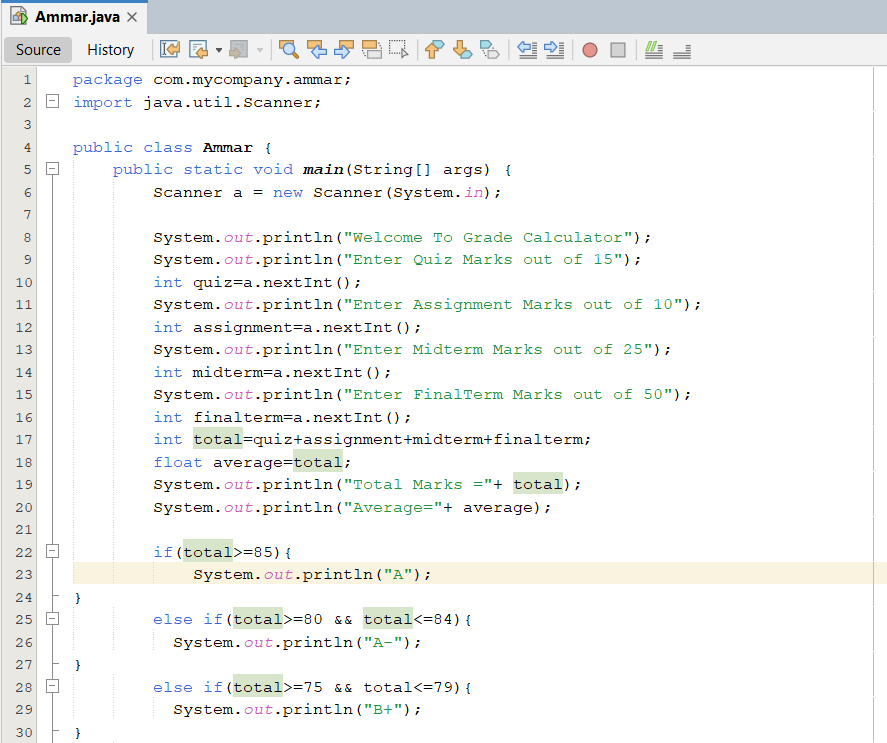 Ammar.java
Source History
1 package com.mycompany.ammar;
2 import java.util.Scanner;
3
4 public class Ammar {
5     public static void main(String[] args) {
6         Scanner a = new Scanner(System.in);
7
8         System.out.println("Welcome To Grade Calculator");
9         System.out.println("Enter Quiz Marks out of 15");
10         int quiz=a.nextInt();
11         System.out.println("Enter Assignment Marks out of 10");
12         int assignment=a.nextInt();
13         System.out.println("Enter Midterm Marks out of 25");
14         int midterm=a.nextInt();
15         System.out.println("Enter FinalTerm Marks out of 50");
16         int finalterm=a.nextInt();
17         int total=quiz+assignment+midterm+finalterm;
18         float average=total;
19         System.out.println("Total Marks ="+ total);
20         System.out.println("Average="+ average);
21
22         if(total>=85){
23             System.out.println("A");
24 }
25         else if(total>=80 && total<=84){
26           System.out.println("A-");
27 }
28         else if(total>=75 && total<=79){
29           System.out.println("B+");
30 }